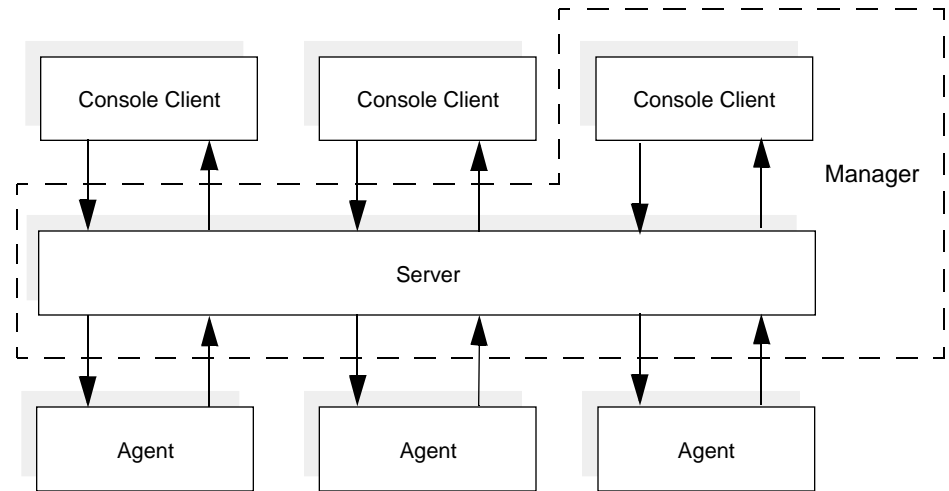 Console Client
Console Client
Console Client
Manager
Server
Agent
Agent
Agent